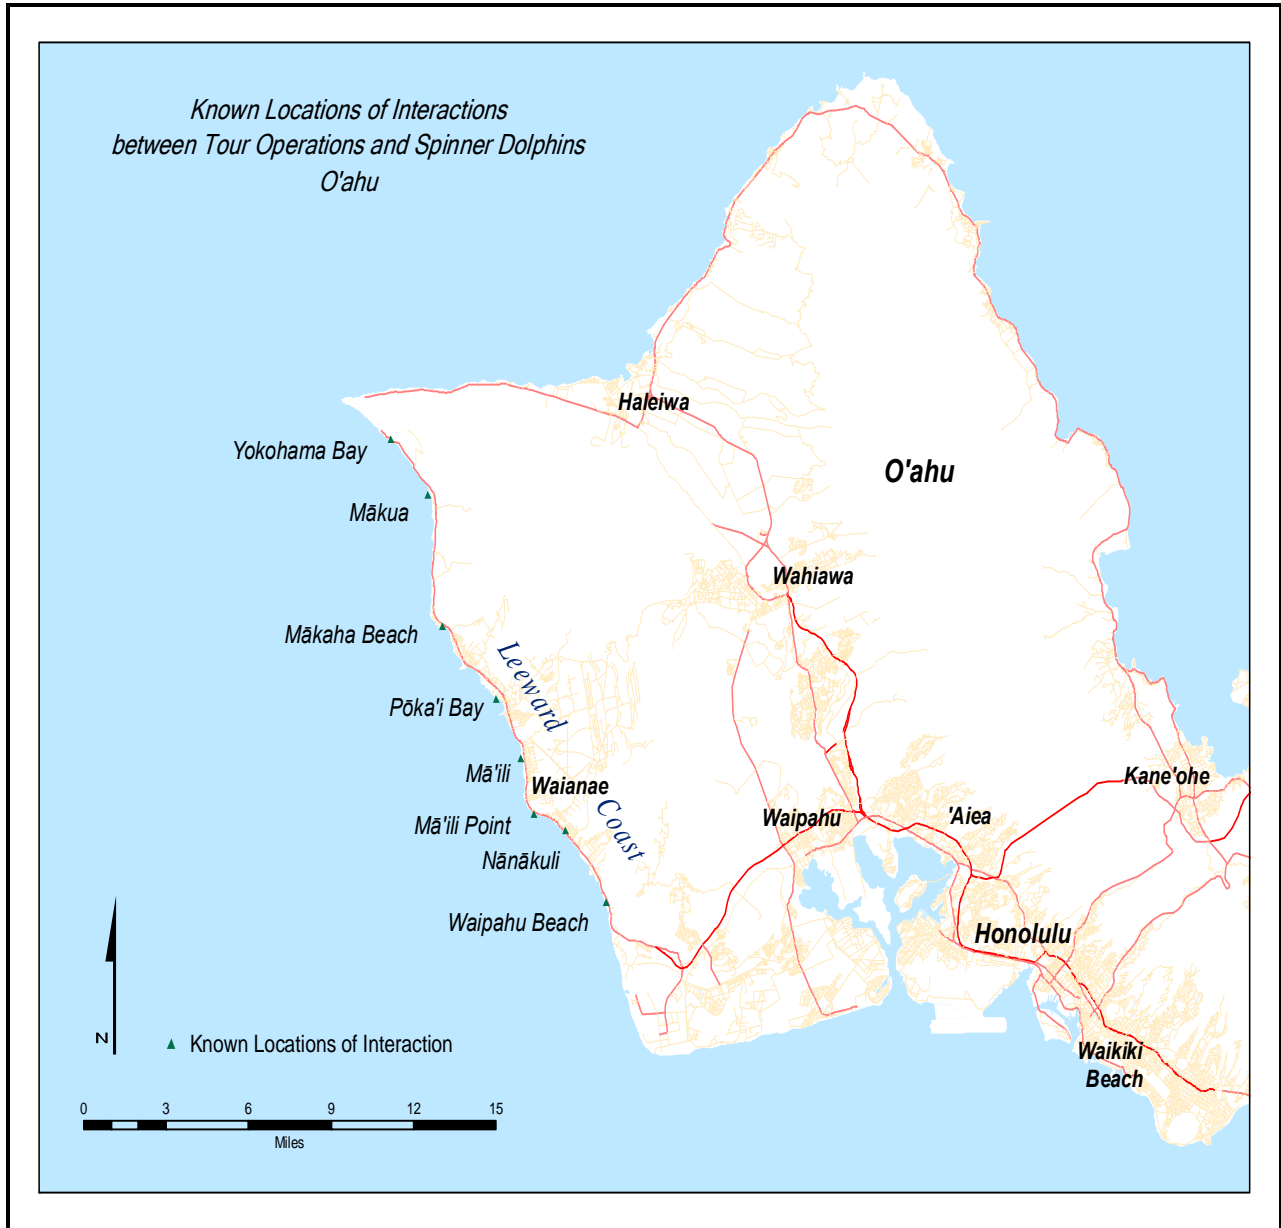 Known Locations of Interactions
between Tour Operations and Spinner Dolphins
O'ahu
Haleiwa
Yokohama Bay
O'ahu
Mākua
Wahiawa
Mākaha Beach
Leeward
Pōka'i Bay
Mā'ili
Waianae
Kane'ohe
Coast
Mā'ili Point
Waipahu
'Aiea
Nānākuli
Waipahu Beach
Honolulu
N
Known Locations of Interaction
Waikiki
Beach
0 3 6 9 12 15
Miles